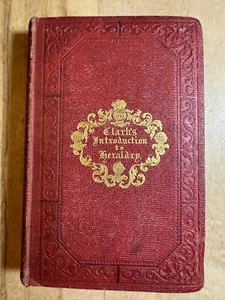 Clark's
Introduction
to
Heraldry.